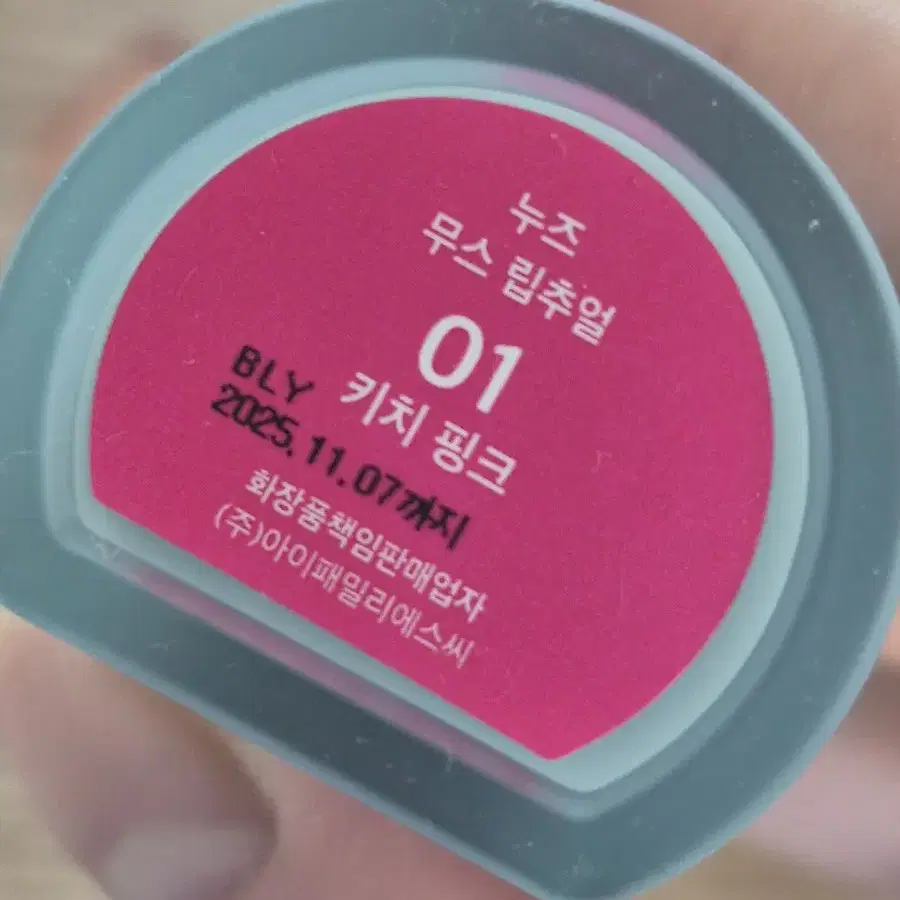 누즈
무스 립추얼
01
키치 핑크
BLY
2025.11.07까지
화장품책임판매업자
(주)아이패밀리에스씨